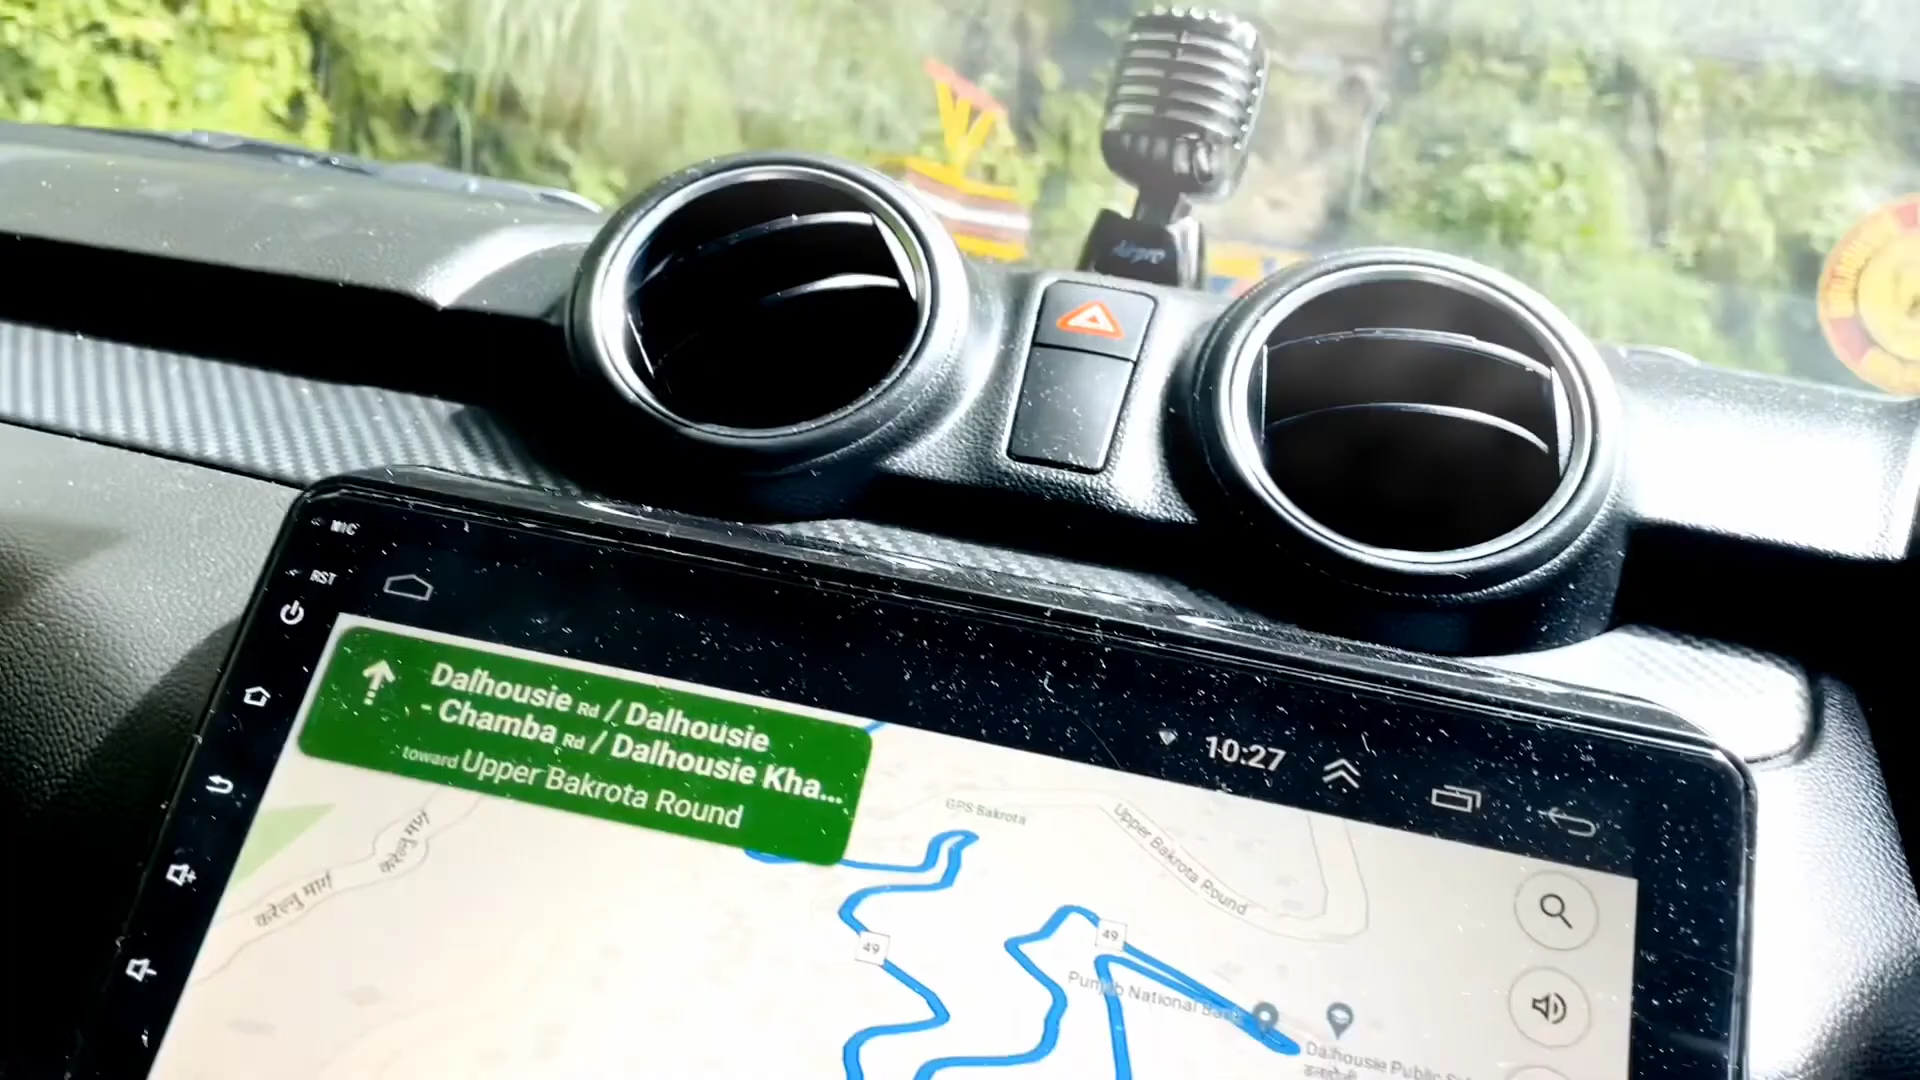 MIC
RST
Dalhousie Rd / Dalhousie
- Chamba Rd / Dalhousie Kha...
toward Upper Bakrota Round
10:27
GPS Bakrota
Upper Bakrota Round
करेल्नु मार्ग
करेल्नु मार्ग
49
49
Punjab National Bank
Dalhousie Public